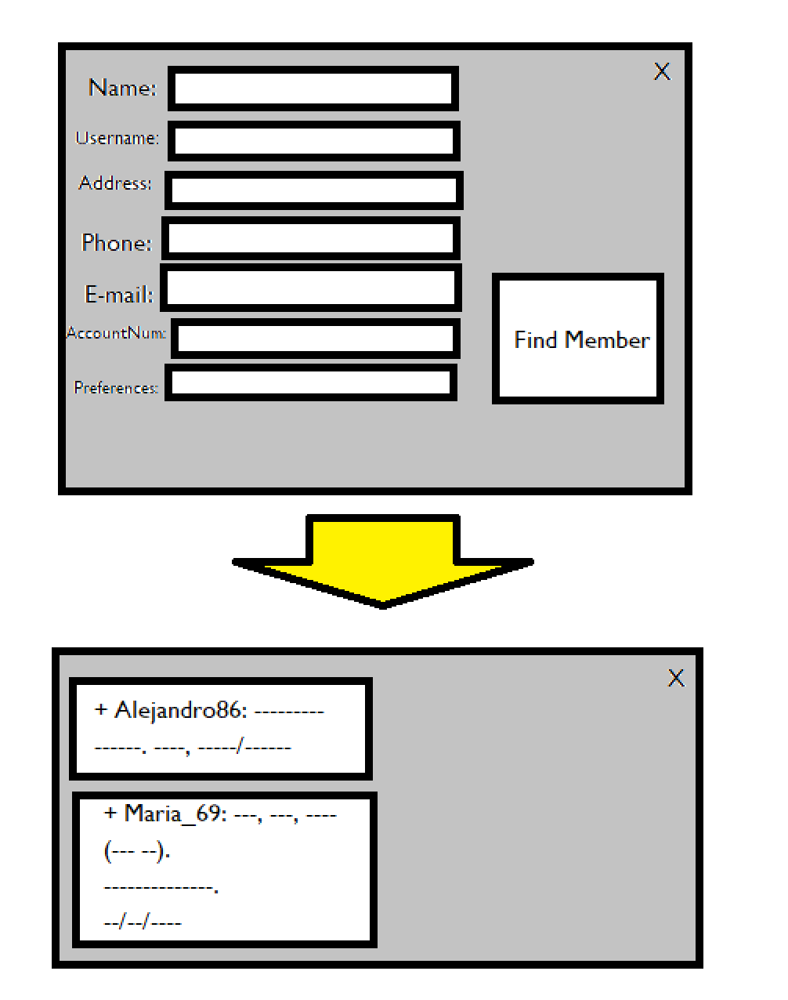 X
Name:
Username:
Address:
Phone:
E-mail:
AccountNum:
Preferences:
Find Member
X
+ Alejandro86: ---------
------. ----, -----/------
+ Maria_69: ---, ---, ----
(--- --).
--------------.
--/--/----